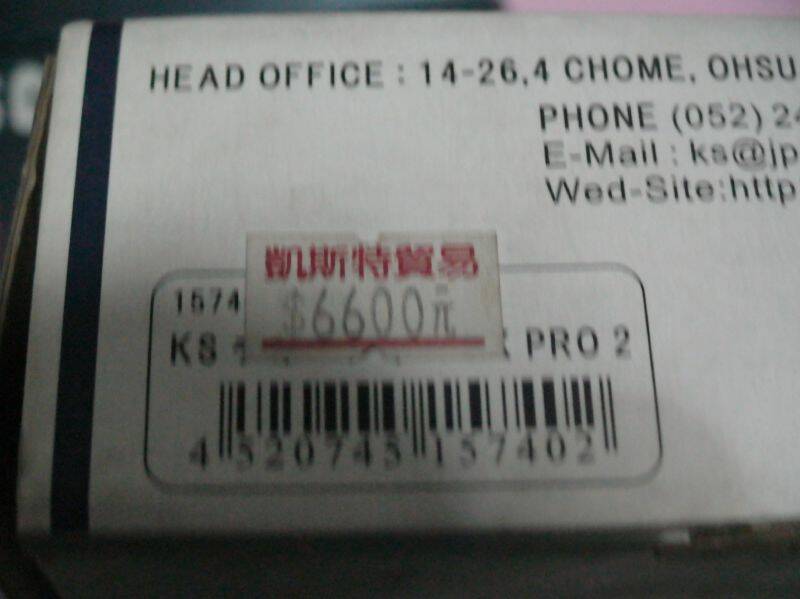 HEAD OFFICE : 14-26,4 CHOME, OHSU
PHONE (052) 24
E-Mail : ks@jp
Wed-Site:http
凱斯特貿易
$6600元
1574
KS PRO 2
4 520745 157402